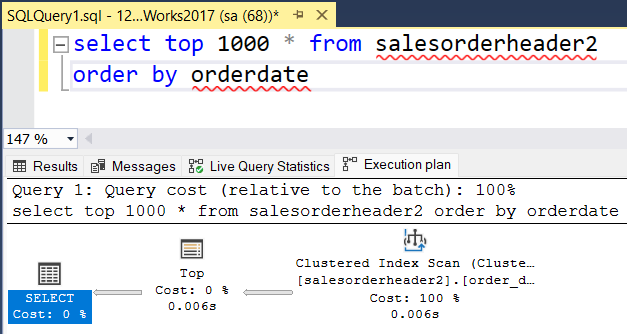 SQLQuery1.sql - 12...Works2017 (sa (68))*
select top 1000 * from salesorderheader2
order by orderdate
147 %
Results Messages Live Query Statistics Execution plan
Query 1: Query cost (relative to the batch): 100%
select top 1000 * from salesorderheader2 order by orderdate
SELECT
Cost: 0 %
Top
Cost: 0 %
0.006s
Clustered Index Scan (Cluste…
[salesorderheader2].[order_d…
Cost: 100 %
0.006s